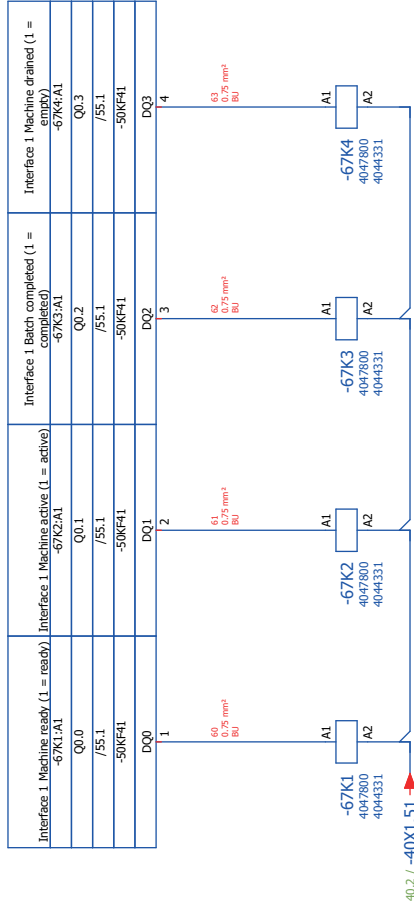 Interface 1 Machine ready (1 = ready)
-67K1:A1
Q0.0
/55.1
-50KF41
DQ0
1
60
0.75 mm²
BU
A1
A2
-67K1
4047800
4044331
Interface 1 Machine active (1 = active)
-67K2:A1
Q0.1
/55.1
-50KF41
DQ1
2
61
0.75 mm²
BU
A1
A2
-67K2
4047800
4044331
Interface 1 Batch completed (1 =
completed)
-67K3:A1
Q0.2
/55.1
-50KF41
DQ2
3
62
0.75 mm²
BU
A1
A2
-67K3
4047800
4044331
Interface 1 Machine drained (1 =
empty)
-67K4:A1
Q0.3
/55.1
-50KF41
DQ3
4
63
0.75 mm²
BU
A1
A2
-67K4
4047800
4044331
40.2 / -40X1 51